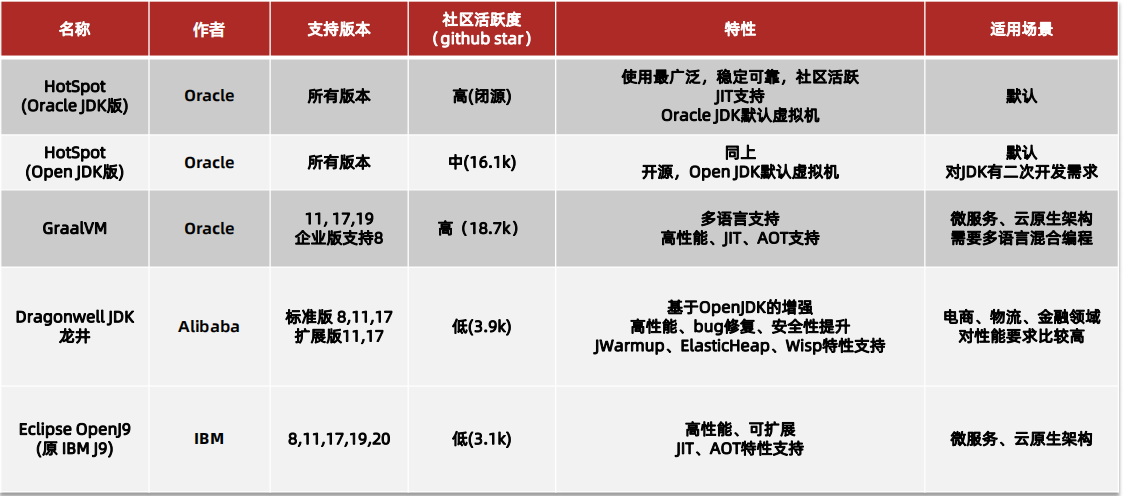 名称
作者
支持版本
社区活跃度
（github star）
特性
适用场景
HotSpot
(Oracle JDK版)
Oracle
所有版本
高(闭源)
使用最广泛，稳定可靠，社区活跃
JIT支持
Oracle JDK默认虚拟机
默认
HotSpot
(Open JDK版)
Oracle
所有版本
中(16.1k)
同上
开源，Open JDK默认虚拟机
默认
对JDK有二次开发需求
GraalVM
Oracle
11, 17,19
企业版支持8
高（18.7k）
多语言支持
高性能、JIT、AOT支持
微服务、云原生架构
需要多语言混合编程
Dragonwell JDK
龙井
Alibaba
标准版 8,11,17
扩展版11,17
低(3.9k)
基于OpenJDK的增强
高性能、bug修复、安全性提升
JWarmup、ElasticHeap、Wisp特性支持
电商、物流、金融领域
对性能要求比较高
Eclipse OpenJ9
(原 IBM J9)
IBM
8,11,17,19,20
低(3.1k)
高性能、可扩展
JIT、AOT特性支持
微服务、云原生架构